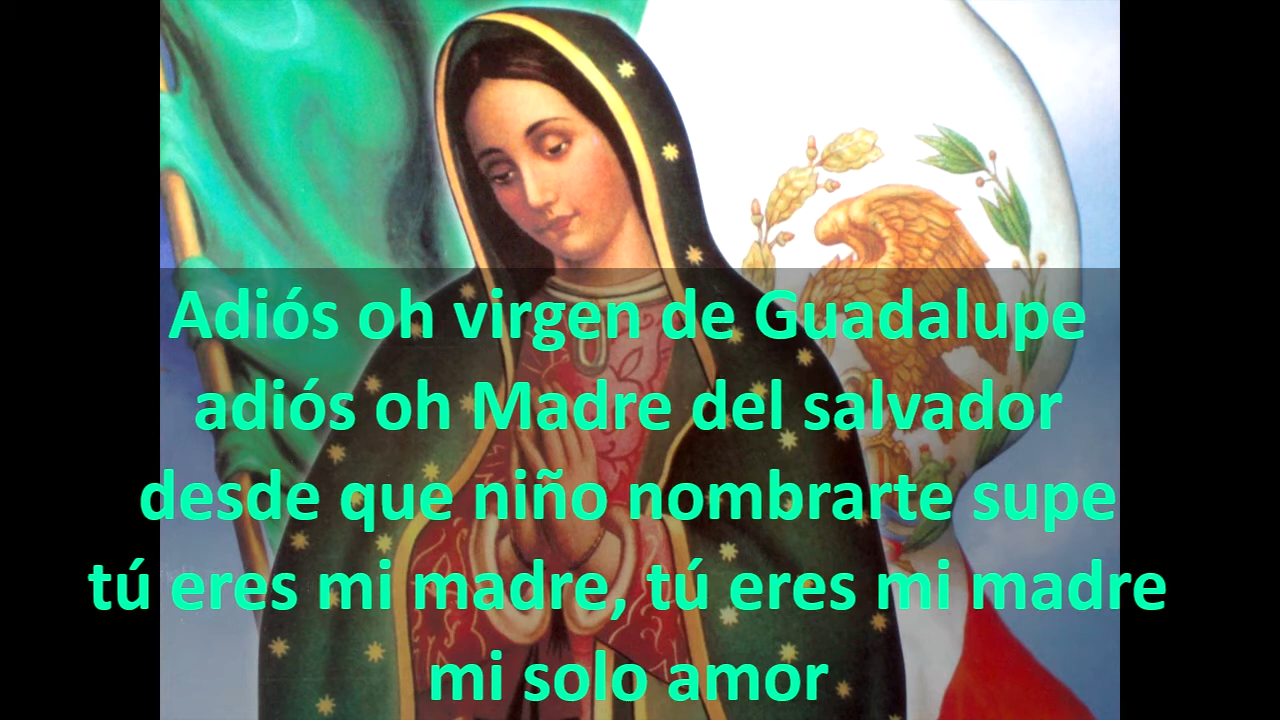 Adiós oh virgen de Guadalupe
adiós oh Madre del salvador
desde que niño nombrarte supe
tú eres mi madre, tú eres mi madre
mi solo amor